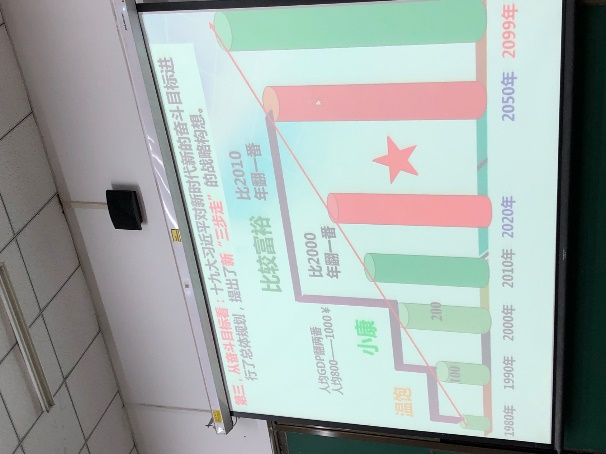 第三，从奋斗目标看：十九大习近平对新时代新的奋斗目标进
行了总体规划，提出了新“三步走”的战略构想。
比2010
年翻一番
比较富裕
比2000
年翻一番
人均GDP翻两番
人均800——1000￥
小康
温饱
100
200
1980年
1990年
2000年
2010年
2020年
2050年
2099年